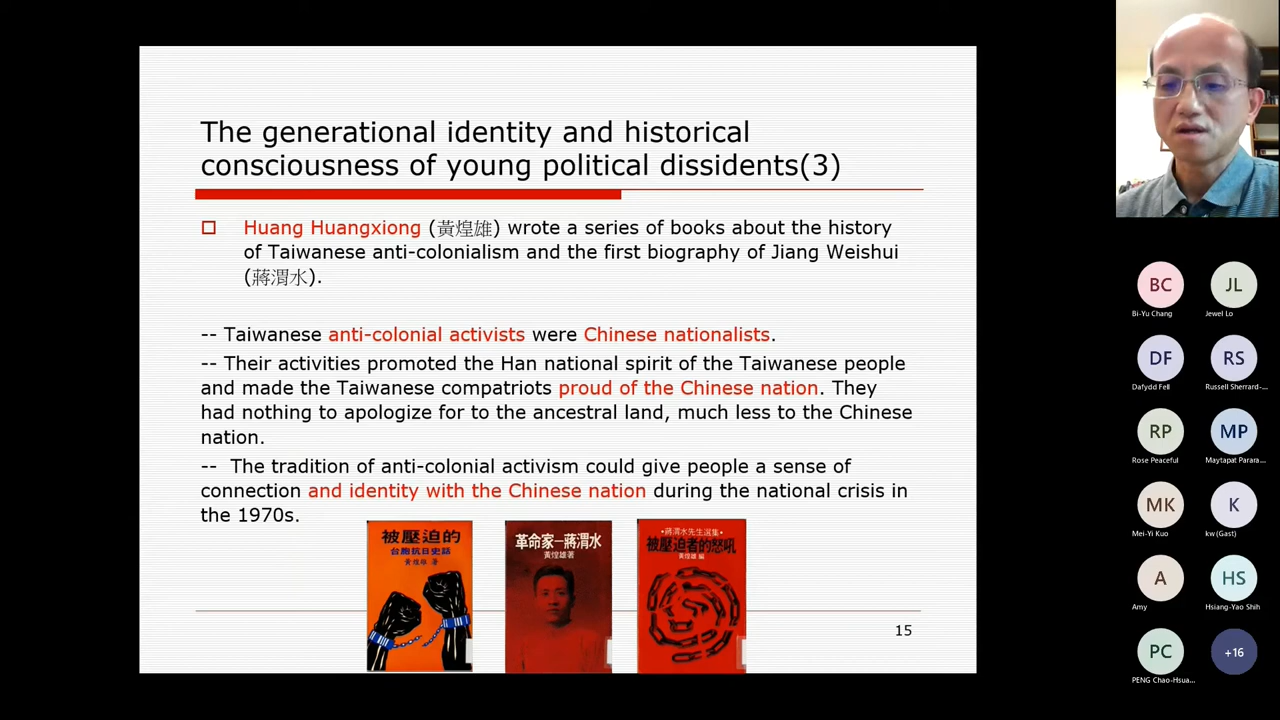 The generational identity and historical
consciousness of young political dissidents(3)
Huang Huangxiong (黃煌雄) wrote a series of books about the history
of Taiwanese anti-colonialism and the first biography of Jiang Weishui
(蔣渭水).
-- Taiwanese anti-colonial activists were Chinese nationalists.
-- Their activities promoted the Han national spirit of the Taiwanese people
and made the Taiwanese compatriots proud of the Chinese nation. They
had nothing to apologize for to the ancestral land, much less to the Chinese
nation.
-- The tradition of anti-colonial activism could give people a sense of
connection and identity with the Chinese nation during the national crisis in
the 1970s.
被壓迫的
台胞抗日史話
黃煌雄 著
革命家—蔣渭水
黃煌雄著
•蔣渭水先生選集•
被壓迫者的怒吼
黃煌雄 編
15
BC
Bi-Yu Chang
JL
Jewel Lo
DF
Dafydd Fell
RS
Russell Sherrard-...
RP
Rose Peaceful
MP
Maytapat Parara...
MK
Mei-Yi Kuo
K
kw (Gast)
A
Amy
HS
Hsiang-Yao Shih
PC
PENG Chao-Hsua...
+16